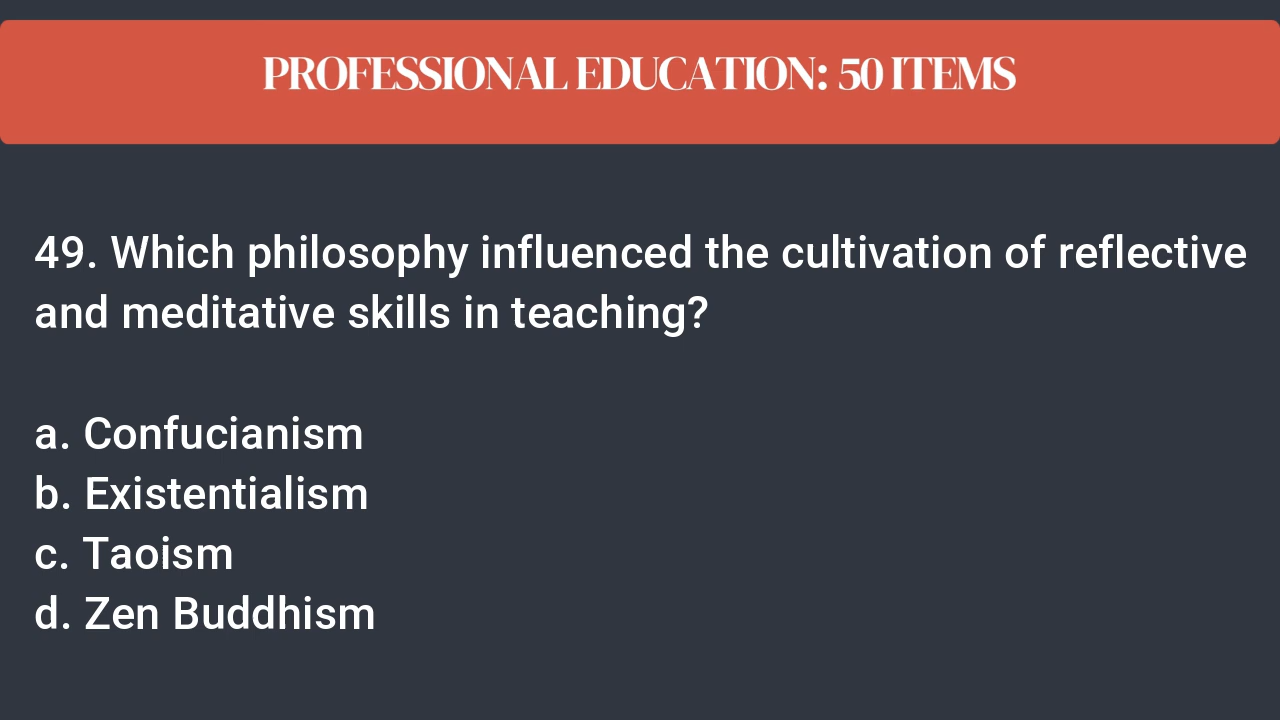 PROFESSIONAL EDUCATION: 50 ITEMS
49. Which philosophy influenced the cultivation of reflective
and meditative skills in teaching?
a. Confucianism
b. Existentialism
c. Taoism
d. Zen Buddhism